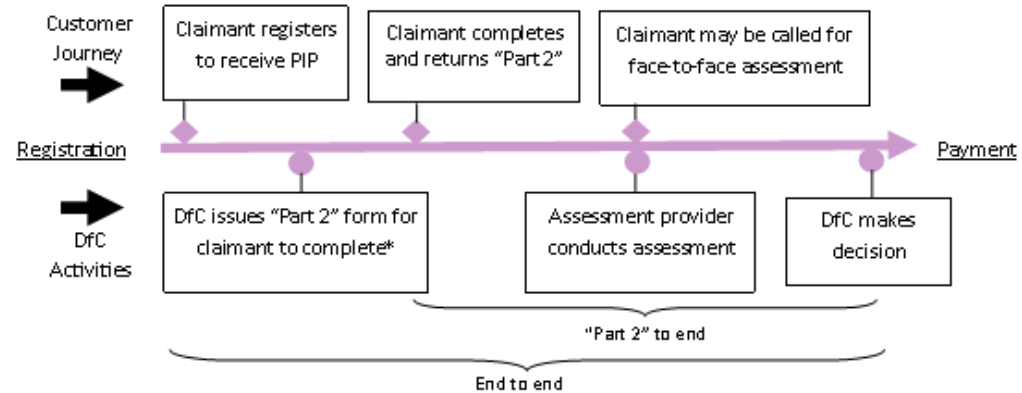 Customer
Journey
Claimant registers
to receive PIP
Claimant completes
and returns “Part 2”
Claimant may be called for
face-to-face assessment
Registration
Payment
DfC
Activities
DfC issues “Part 2” form for
claimant to complete*
Assessment provider
conducts assessment
DfC makes
decision
“Part 2” to end
End to end